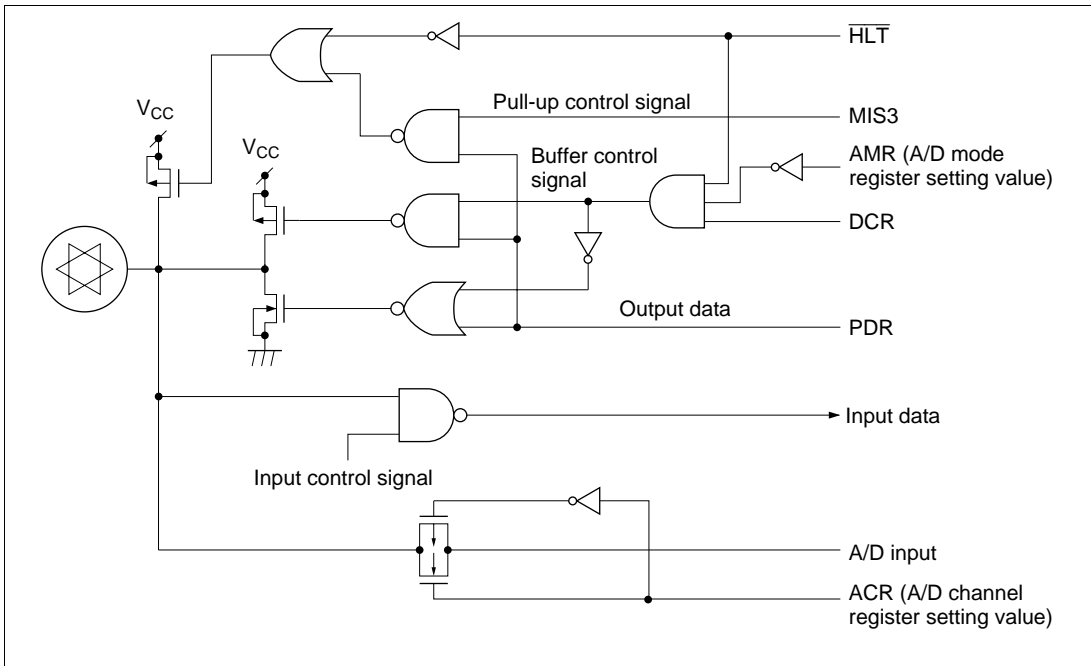 HLT
Pull-up control signal
MIS3
VCC
VCC
Buffer control
signal
AMR (A/D mode
register setting value)
DCR
Output data
PDR
Input data
Input control signal
A/D input
ACR (A/D channel
register setting value)